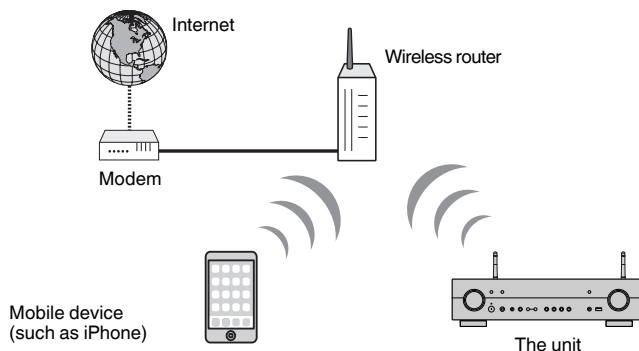 Internet
Wireless router
Modem
Mobile device
(such as iPhone)
The unit